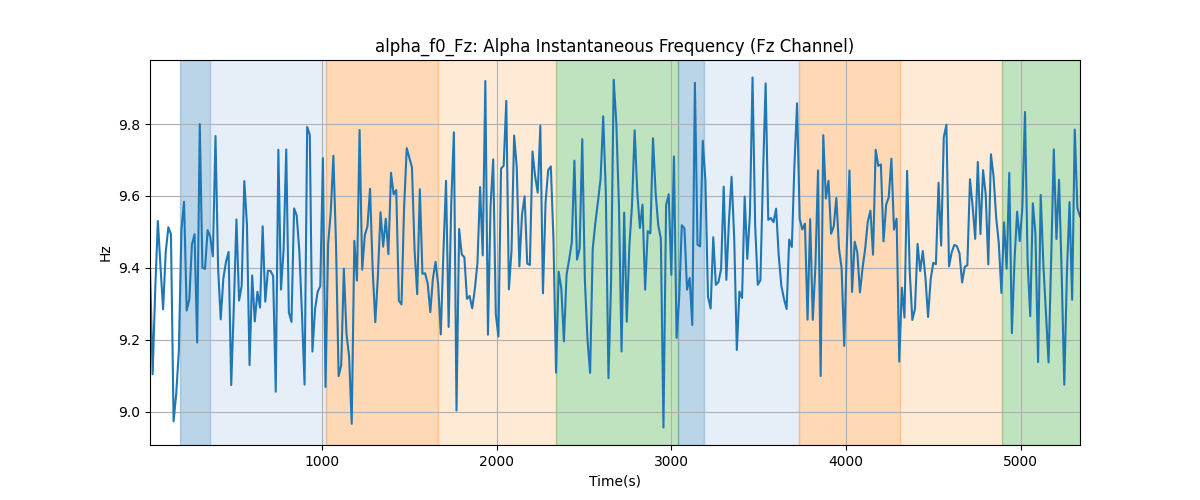 alpha_f0_Fz: Alpha Instantaneous Frequency (Fz Channel)
Hz
9.8
9.6
9.4
9.2
9.0
1000 2000 3000 4000 5000
Time(s)